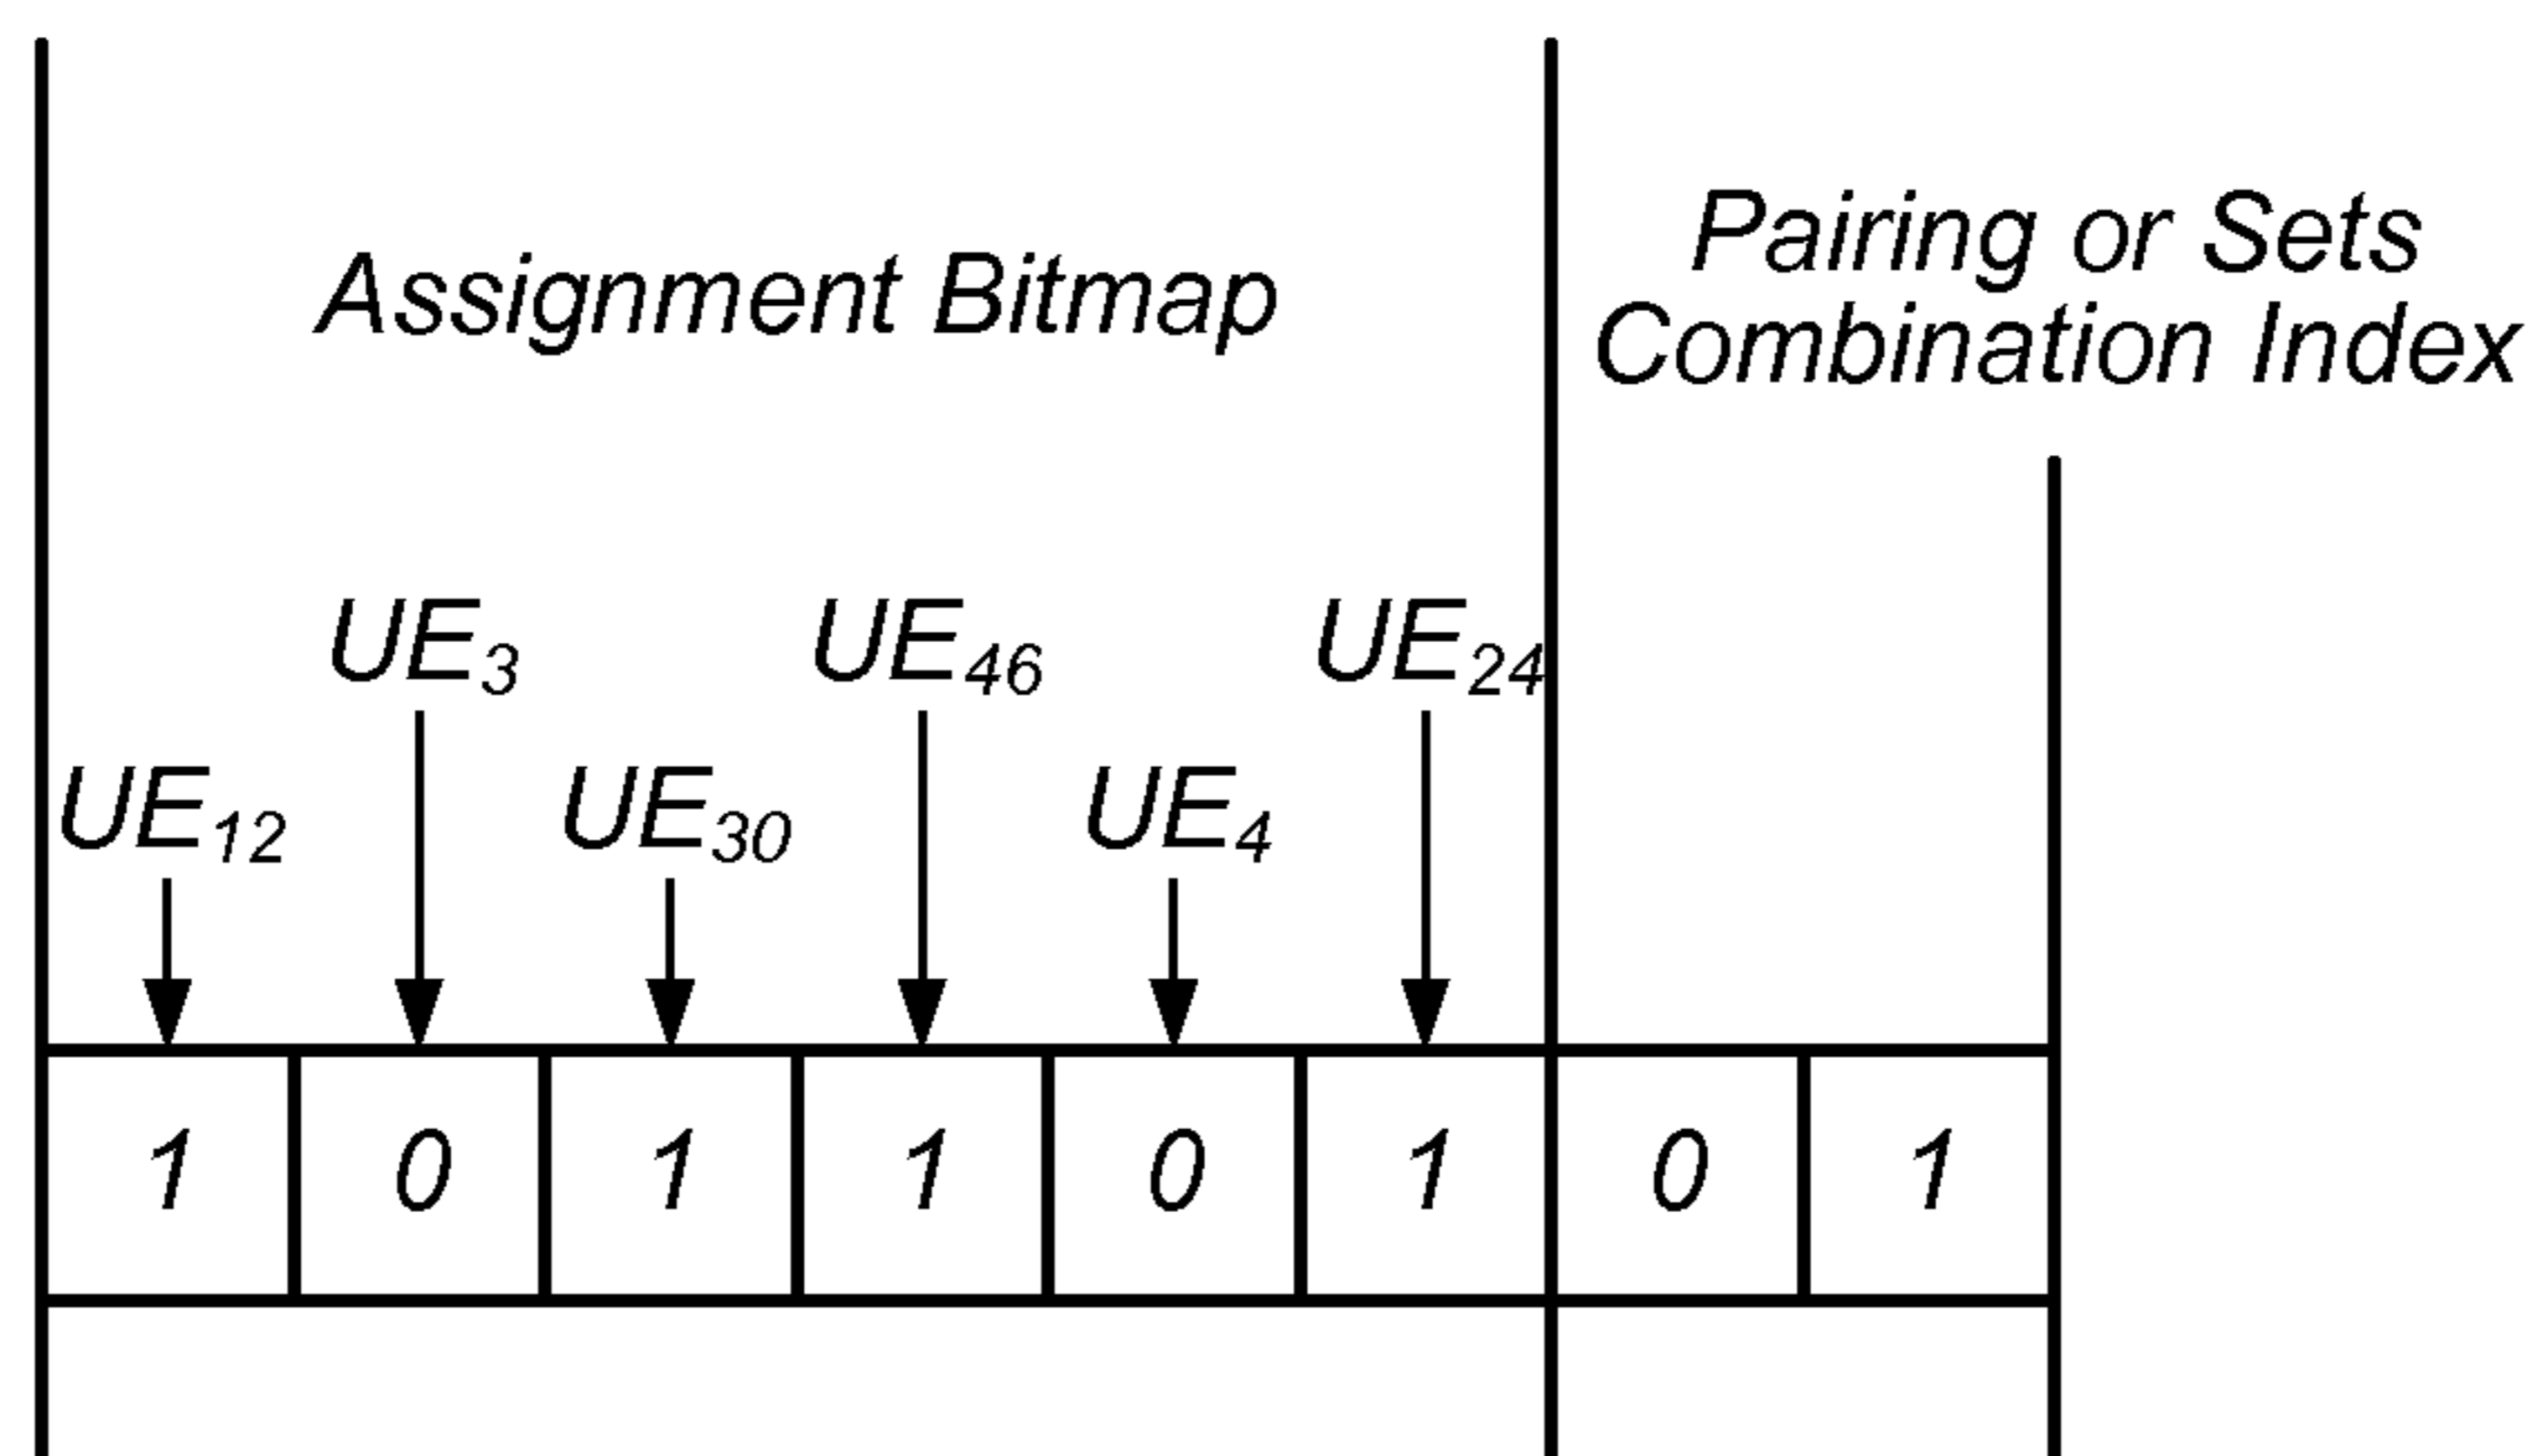 Assignment Bitmap
Pairing or Sets
Combination Index
UE3 UE46 UE24
UE12 UE30 UE4
1 0 1 1 0 1 0 1